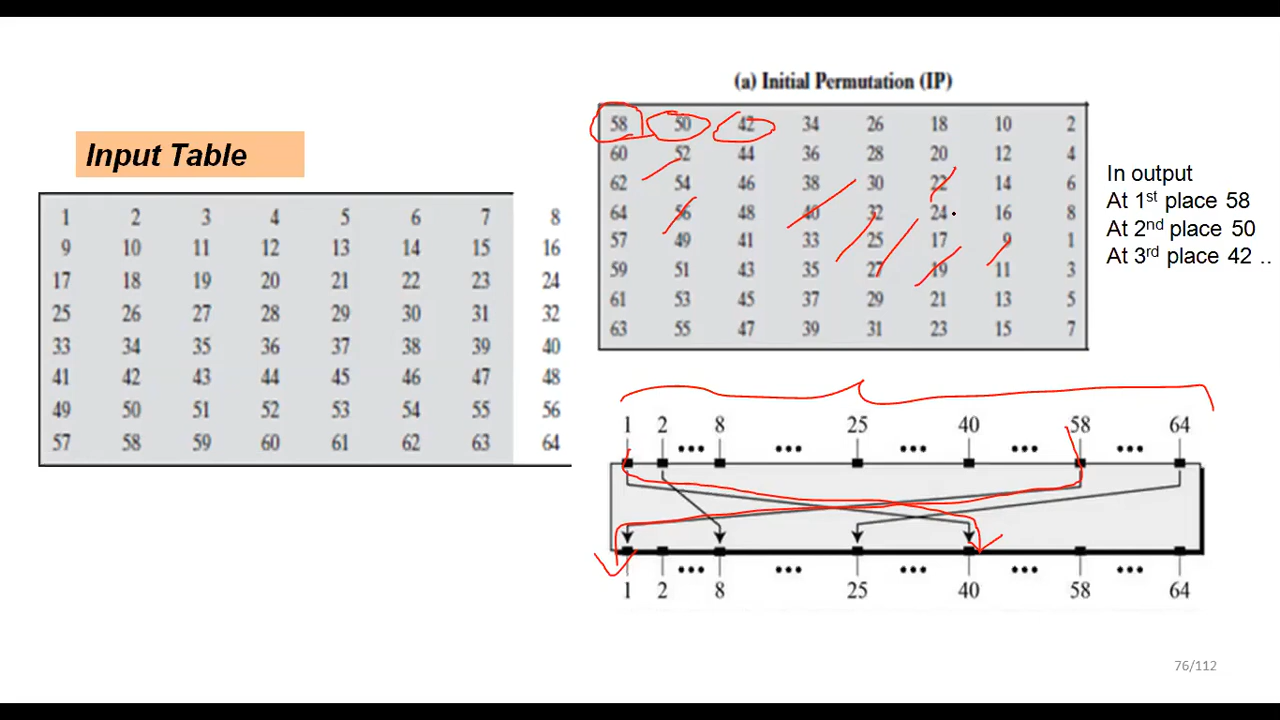 Input Table
1 2 3 4 5 6 7 8
9 10 11 12 13 14 15 16
17 18 19 20 21 22 23 24
25 26 27 28 29 30 31 32
33 34 35 36 37 38 39 40
41 42 43 44 45 46 47 48
49 50 51 52 53 54 55 56
57 58 59 60 61 62 63 64
(a) Initial Permutation (IP)
58 50 42 34 26 18 10 2
60 52 44 36 28 20 12 4
62 54 46 38 30 22 14 6
64 56 48 40 32 24 16 8
57 49 41 33 25 17 9 1
59 51 43 35 27 19 11 3
61 53 45 37 29 21 13 5
63 55 47 39 31 23 15 7
In output
At 1st place 58
At 2nd place 50
At 3rd place 42 ..
1 2 8 25 40 58 64
••• ••• ••• ••• •••
••• ••• ••• ••• •••
1 2 8 25 40 58 64
76/112